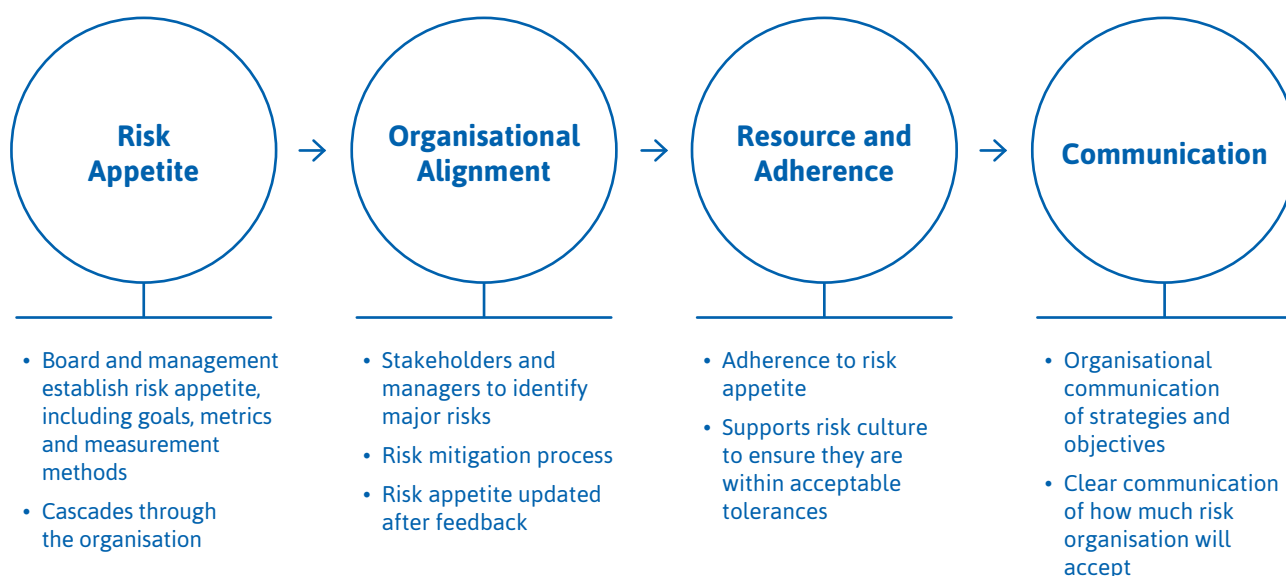 Risk
Appetite
→
Organisational
Alignment
→
Resource and
Adherence
→
Communication
• Board and management
establish risk appetite,
including goals, metrics
and measurement
methods
• Cascades through
the organisation
• Stakeholders and
managers to identify
major risks
• Risk mitigation process
• Risk appetite updated
after feedback
• Adherence to risk
appetite
• Supports risk culture
to ensure they are
within acceptable
tolerances
• Organisational
communication
of strategies and
objectives
• Clear communication
of how much risk
organisation will
accept